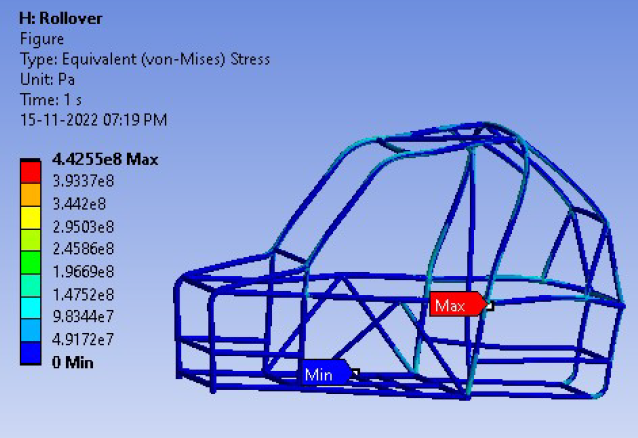 H: Rollover
Figure
Type: Equivalent (von-Mises) Stress
Unit: Pa
Time: 1 s
15-11-2022 07:19 PM
4.4255e8 Max
3.9337e8
3.442e8
2.9503e8
2.4586e8
1.9669e8
1.4752e8
9.8344e7
4.9172e7
0 Min
Max
Min